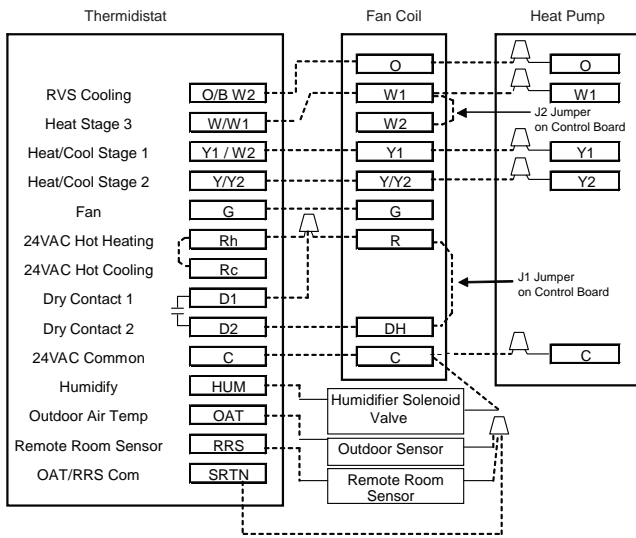 Thermidistat Fan Coil Heat Pump
O O
RVS Cooling O/B W2 W1 W1
J2 Jumper
on Control Board
Heat Stage 3 W/W1 W2
Heat/Cool Stage 1 Y1 / W2 Y1 Y1
Heat/Cool Stage 2 Y/Y2 Y/Y2 Y2
Fan G G
24VAC Hot Heating Rh R
24VAC Hot Cooling Rc
J1 Jumper
on Control Board
Dry Contact 1 D1
Dry Contact 2 D2 DH
24VAC Common C C C
Humidify HUM Humidifier Solenoid
Valve
Outdoor Air Temp OAT
Outdoor Sensor
Remote Room Sensor RRS
OAT/RRS Com SRTN Remote Room
Sensor